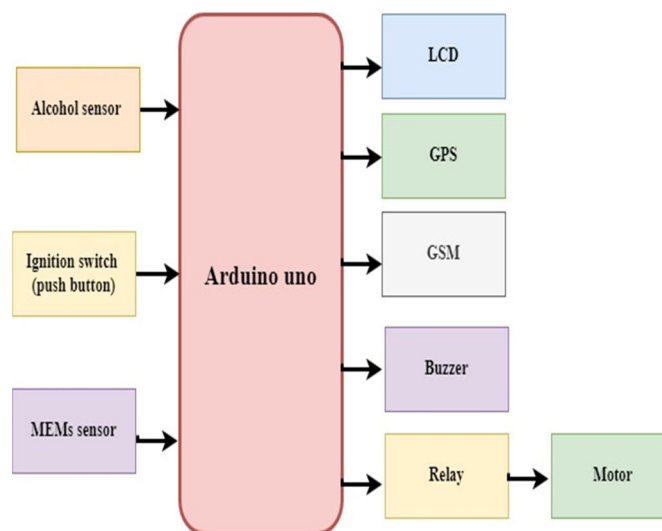 Alcohol sensor
Ignition switch
(push button)
MEMs sensor
Arduino uno
LCD
GPS
GSM
Buzzer
Relay
Motor